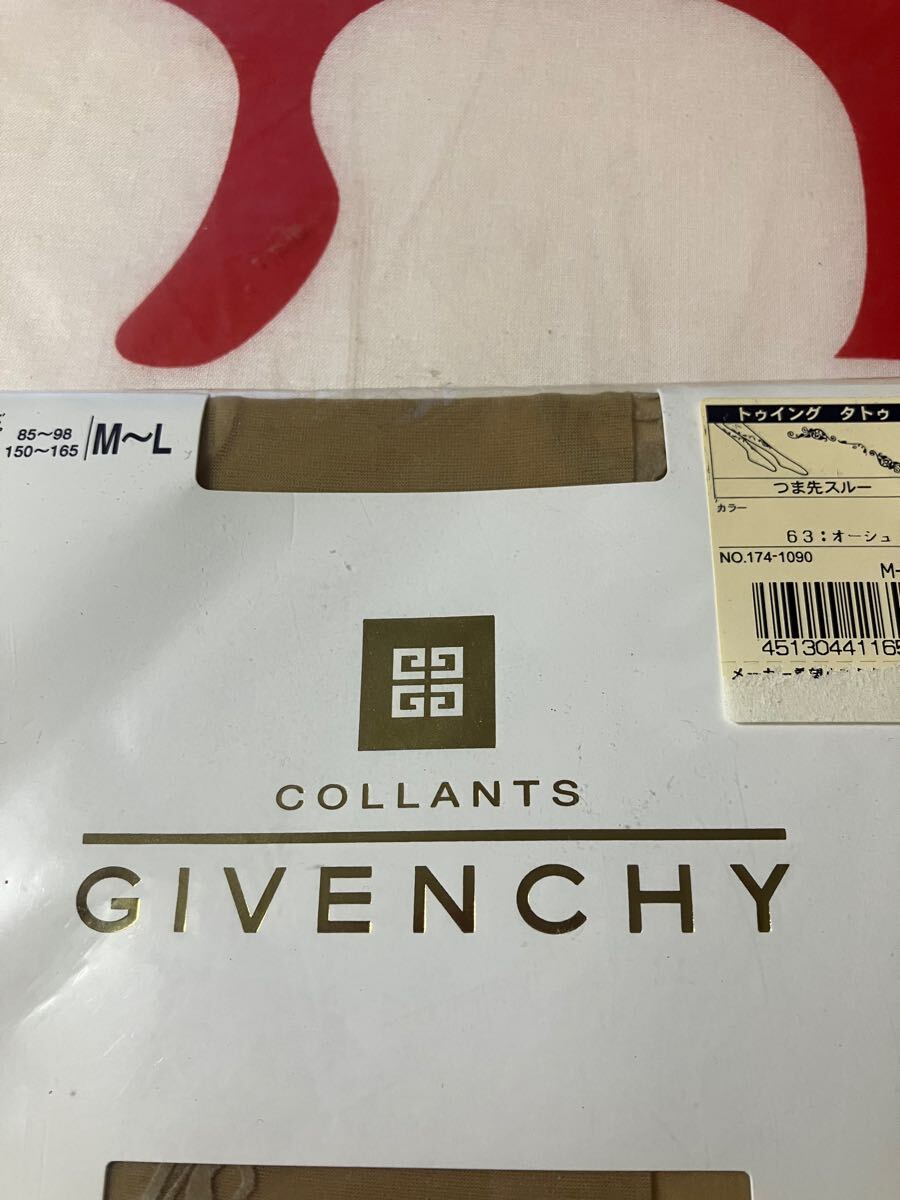 85〜98
150〜165
M〜L
トゥイング タトゥ
つま先スルー
カラー
63:オーシュ
NO.174-1090
M-
45130441165
COLLANTS
GIVENCHY